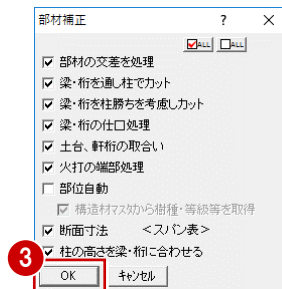 部材補正 ? ×
ALL ALL
部材の交差を処理
梁・桁を通し柱でカット
梁・桁を柱勝ちを考慮しカット
梁・桁の仕口処理
土台、軒桁の取合い
火打の端部処理
部位自動
構造材マスタから樹種・等級等を取得
断面寸法 <スパン表>
柱の高さを梁・桁に合わせる
3
OK キャンセル